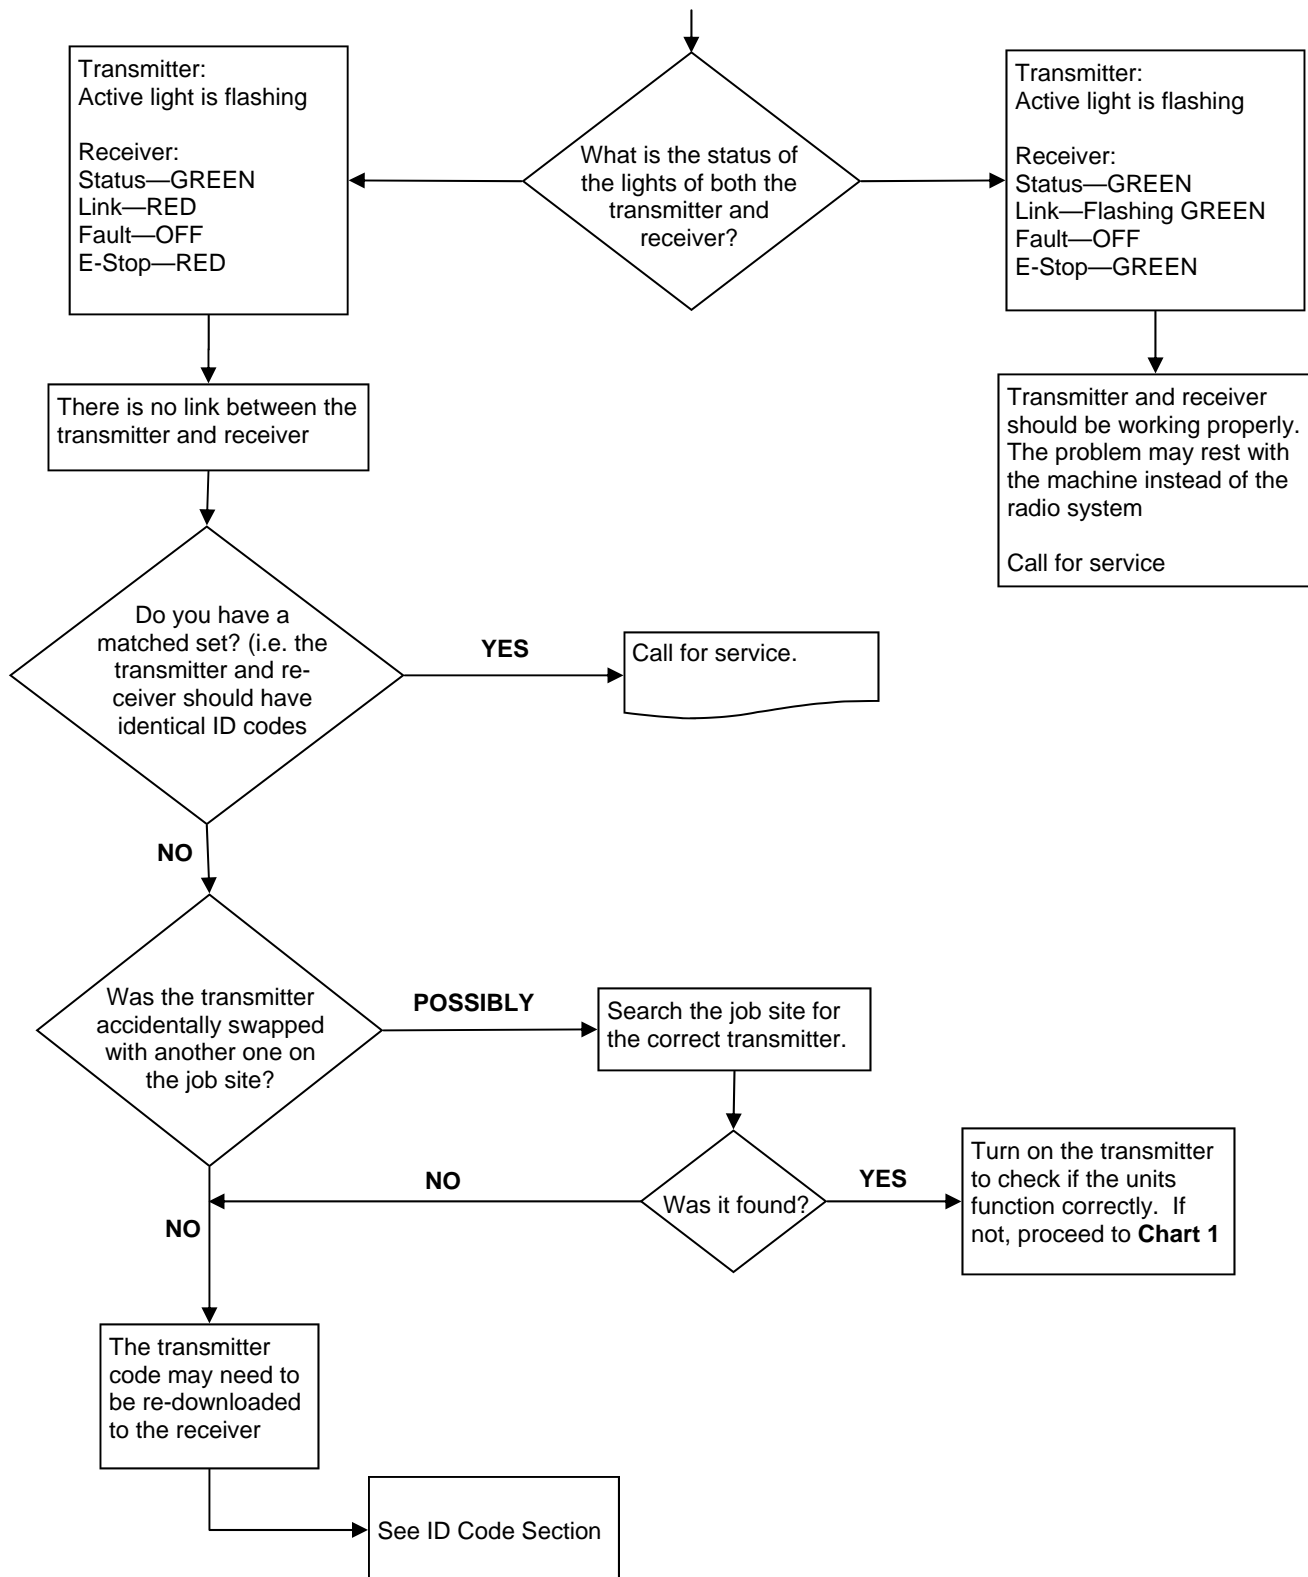 Transmitter:
Active light is flashing
Receiver:
Status—GREEN
Link—RED
Fault—OFF
E-Stop—RED
What is the status of
the lights of both the
transmitter and
receiver?
Transmitter:
Active light is flashing
Receiver:
Status—GREEN
Link—Flashing GREEN
Fault—OFF
E-Stop—GREEN
There is no link between the
transmitter and receiver
Transmitter and receiver
should be working properly.
The problem may rest with
the machine instead of the
radio system
Call for service
Do you have a
matched set? (i.e. the
transmitter and re-
ceiver should have
identical ID codes
YES
Call for service.
NO
Was the transmitter
accidentally swapped
with another one on
the job site?
POSSIBLY
Search the job site for
the correct transmitter.
Was it found?
YES
Turn on the transmitter
to check if the units
function correctly.  If
not, proceed to Chart 1
NO
NO
The transmitter
code may need to
be re-downloaded
to the receiver
See ID Code Section